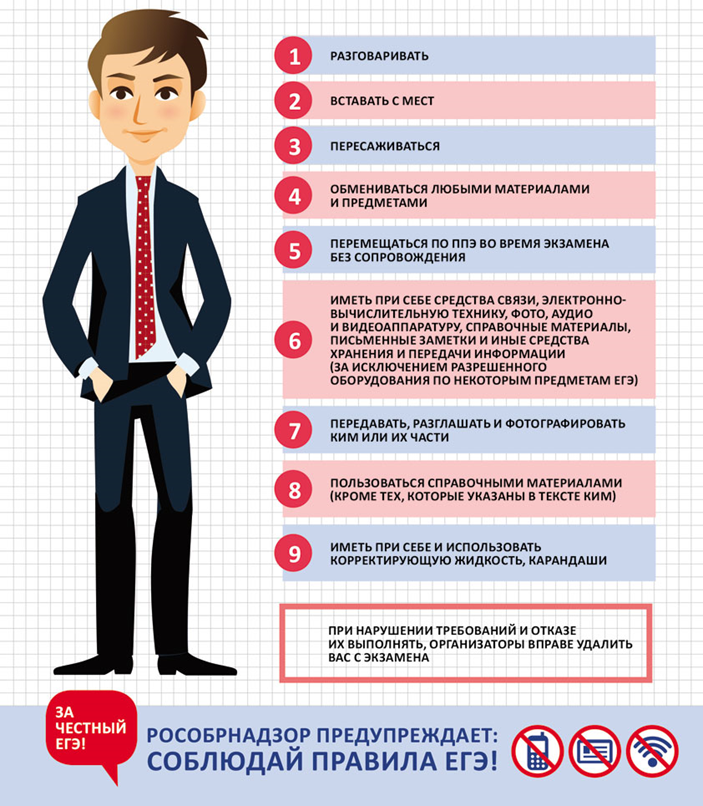 1
РАЗГОВАРИВАТЬ
2
ВСТАВАТЬ С МЕСТ
3
ПЕРЕСАЖИВАТЬСЯ
4
ОБМЕНИВАТЬСЯ ЛЮБЫМИ МАТЕРИАЛАМИ
И ПРЕДМЕТАМИ
5
ПЕРЕМЕЩАТЬСЯ ПО ППЭ ВО ВРЕМЯ ЭКЗАМЕНА
БЕЗ СОПРОВОЖДЕНИЯ
6
ИМЕТЬ ПРИ СЕБЕ СРЕДСТВА СВЯЗИ, ЭЛЕКТРОННО-
ВЫЧИСЛИТЕЛЬНУЮ ТЕХНИКУ, ФОТО, АУДИО
И ВИДЕОАППАРАТУРУ, СПРАВОЧНЫЕ МАТЕРИАЛЫ,
ПИСЬМЕННЫЕ ЗАМЕТКИ И ИНЫЕ СРЕДСТВА
ХРАНЕНИЯ И ПЕРЕДАЧИ ИНФОРМАЦИИ
(ЗА ИСКЛЮЧЕНИЕМ РАЗРЕШЕННОГО
ОБОРУДОВАНИЯ ПО НЕКОТОРЫМ ПРЕДМЕТАМ ЕГЭ)
7
ПЕРЕДАВАТЬ, РАЗГЛАШАТЬ И ФОТОГРАФИРОВАТЬ
КИМ ИЛИ ИХ ЧАСТИ
8
ПОЛЬЗОВАТЬСЯ СПРАВОЧНЫМИ МАТЕРИАЛАМИ
(КРОМЕ ТЕХ, КОТОРЫЕ УКАЗАНЫ В ТЕКСТЕ КИМ)
9
ИМЕТЬ ПРИ СЕБЕ И ИСПОЛЬЗОВАТЬ
КОРРЕКТИРУЮЩУЮ ЖИДКОСТЬ, КАРАНДАШИ
ПРИ НАРУШЕНИИ ТРЕБОВАНИЙ И ОТКАЗЕ
ИХ ВЫПОЛНЯТЬ, ОРГАНИЗАТОРЫ ВПРАВЕ УДАЛИТЬ
ВАС С ЭКЗАМЕНА
ЗА
ЧЕСТНЫЙ
ЕГЭ!
РОСОБРНАДЗОР ПРЕДУПРЕЖДАЕТ:
СОБЛЮДАЙ ПРАВИЛА ЕГЭ!